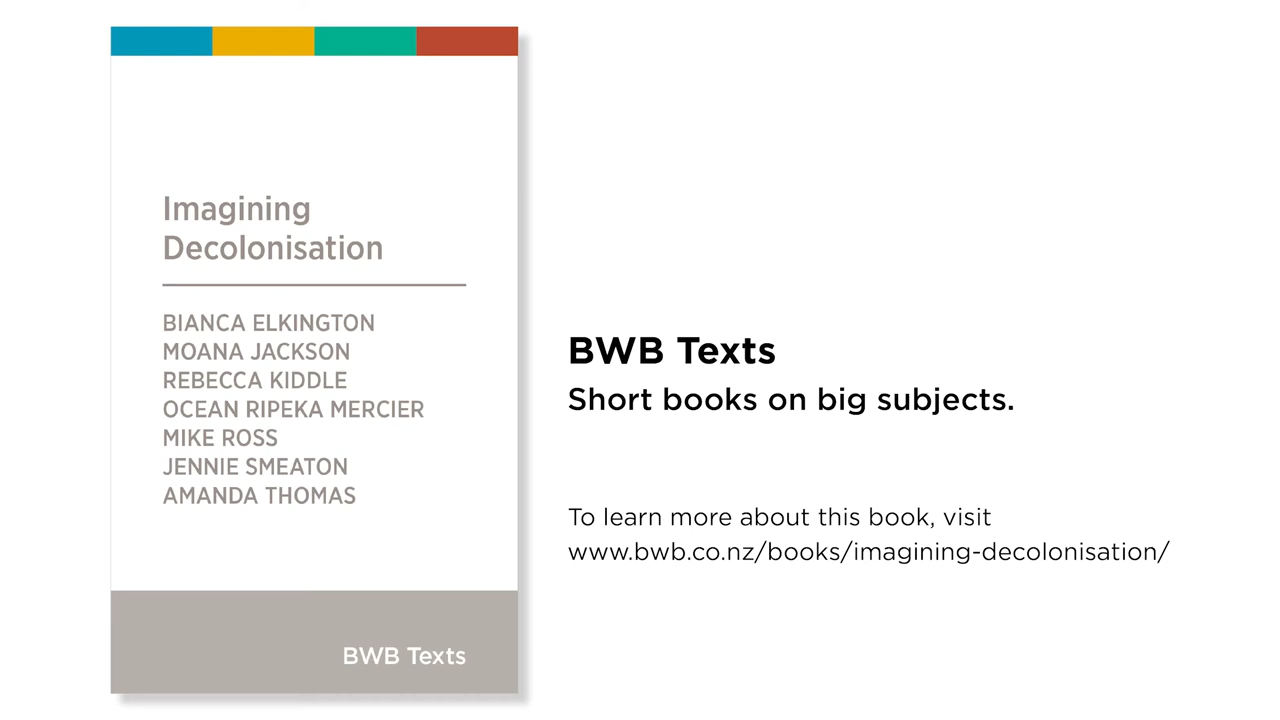 Imagining
Decolonisation
BIANCA ELKINGTON
MOANA JACKSON
REBECCA KIDDLE
OCEAN RIPEKA MERCIER
MIKE ROSS
JENNIE SMEATON
AMANDA THOMAS
BWB Texts
BWB Texts
Short books on big subjects.
To learn more about this book, visit
www.bwb.co.nz/books/imagining-decolonisation/